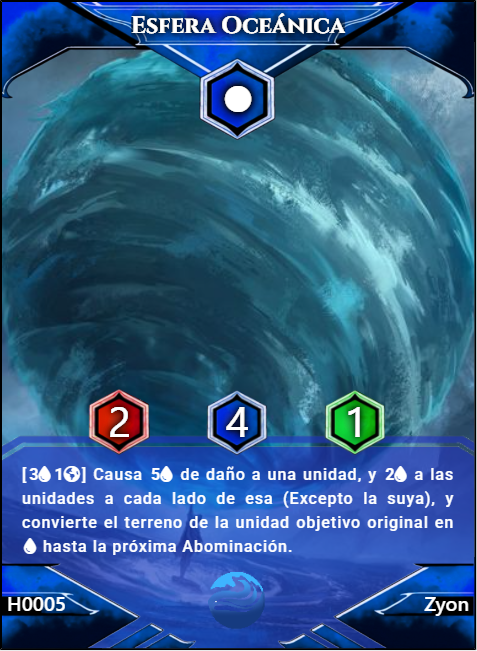 Esfera Oceánica
2 4 1
[3💧1🌎] Causa 5💧 de daño a una unidad, y 2💧 a las
unidades a cada lado de esa (Excepto la suya), y
convierte el terreno de la unidad objetivo original en
💧 hasta la próxima Abominación.
H0005 Zyon